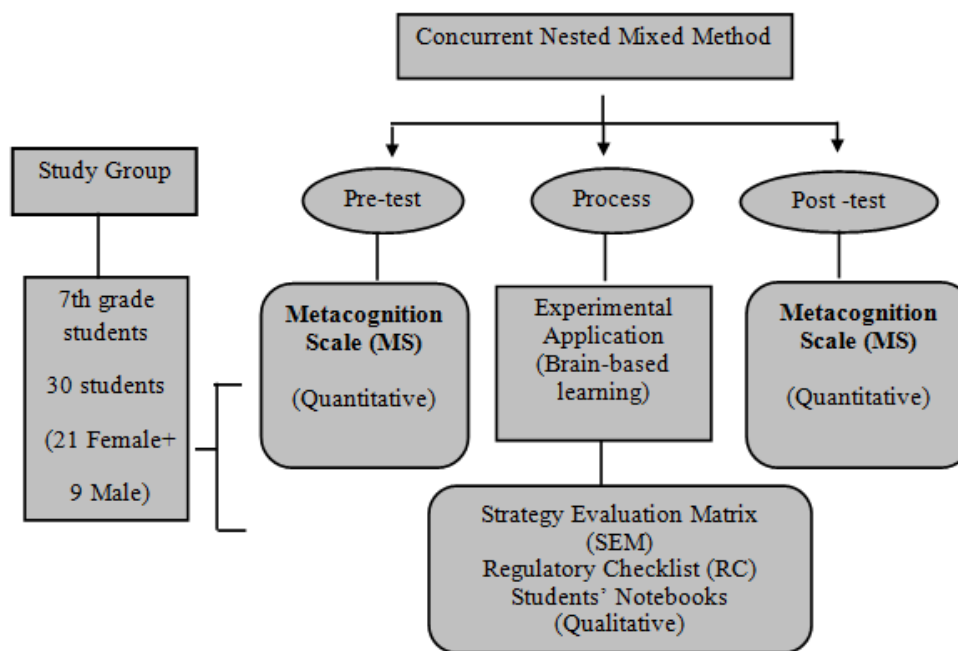 Concurrent Nested Mixed Method
Study Group
Pre-test
Process
Post -test
7th grade
students
30 students
(21 Female+
9 Male)
Metacognition
Scale (MS)
(Quantitative)
Experimental
Application
(Brain-based
learning)
Metacognition
Scale (MS)
(Quantitative)
Strategy Evaluation Matrix
(SEM)
Regulatory Checklist (RC)
Students’ Notebooks
(Qualitative)